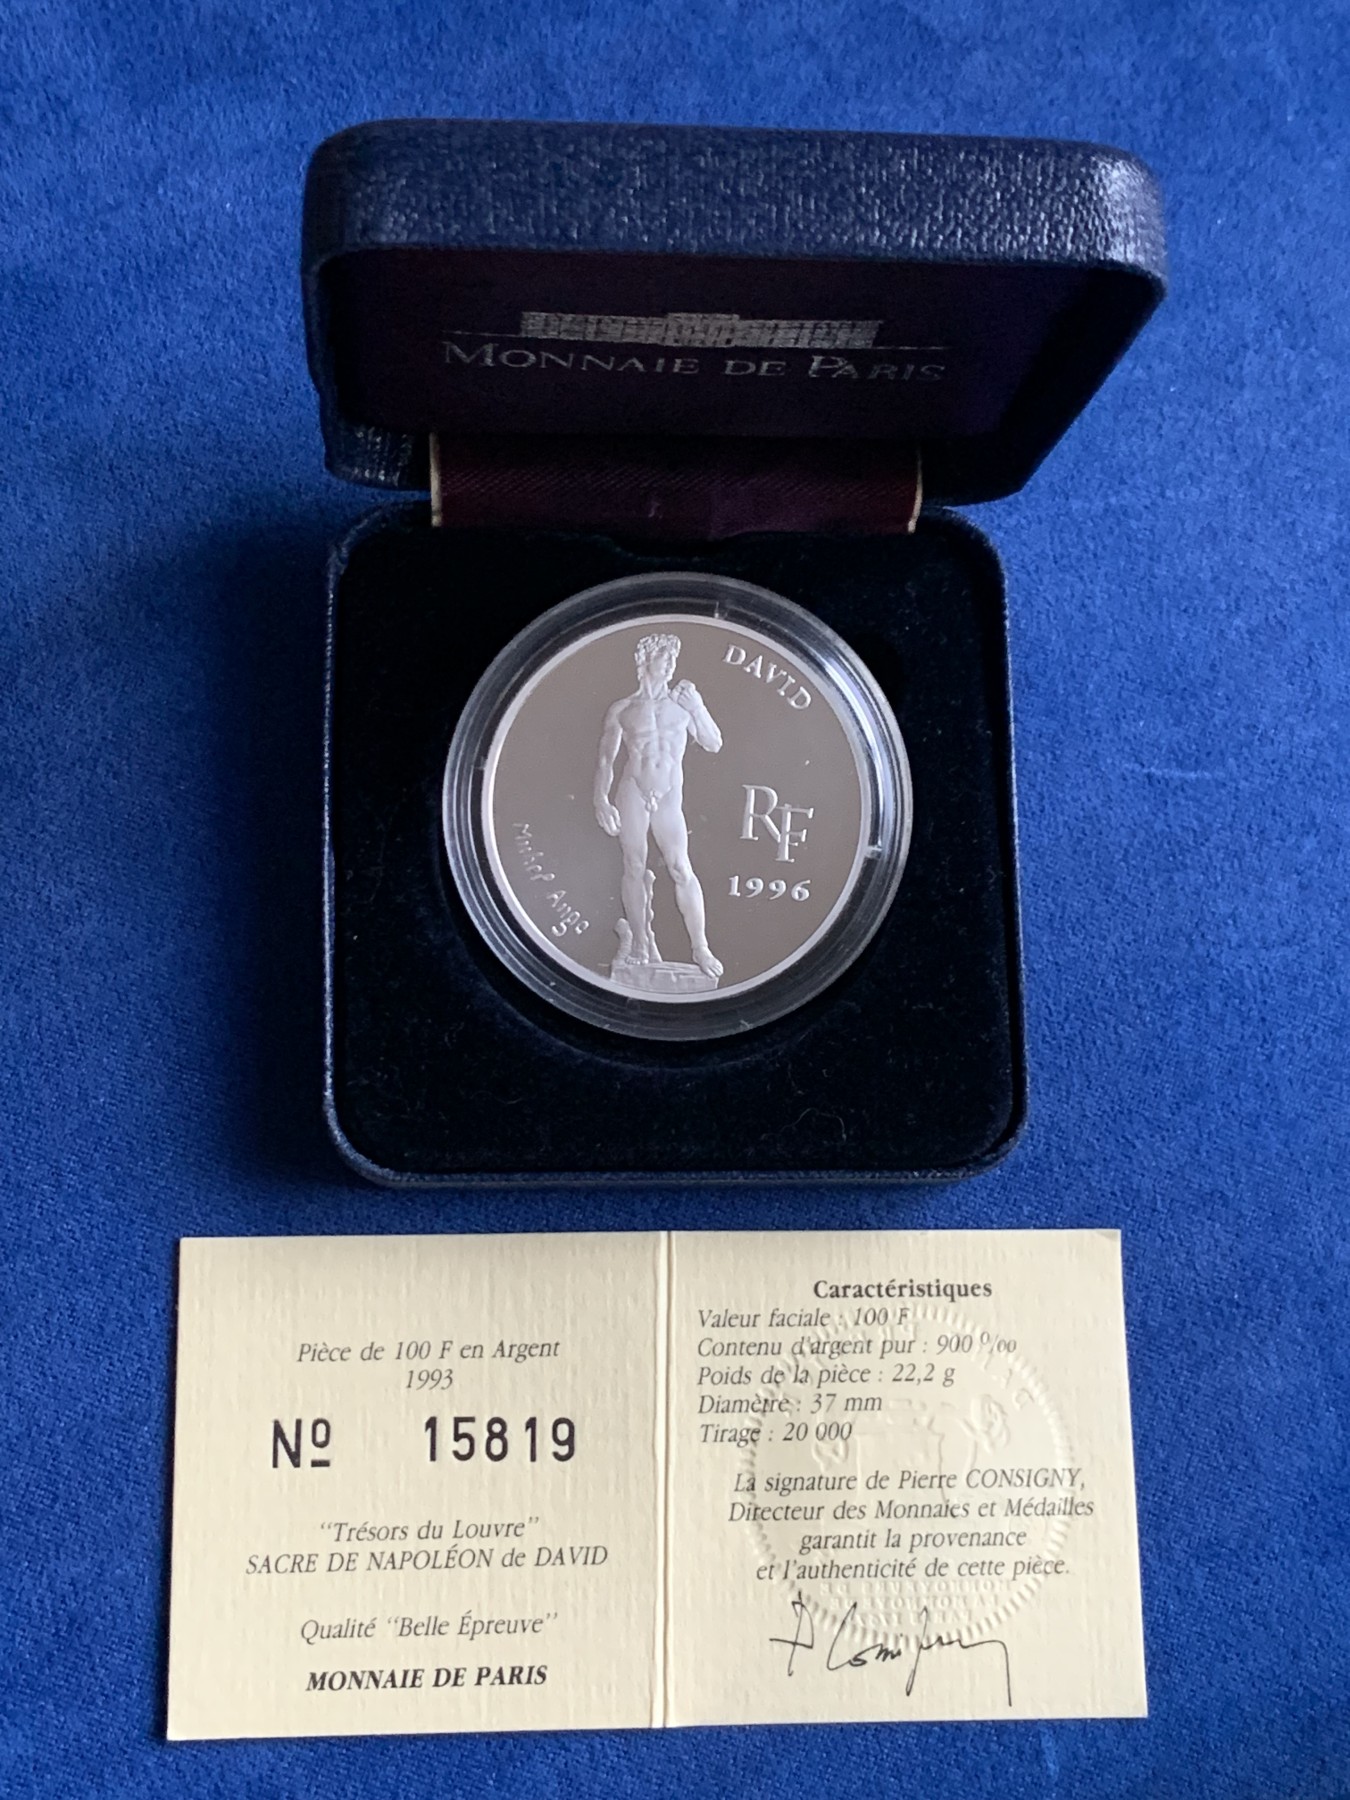 MONNAIE DE PARIS
DAVID
RF
1996
Michel Ange
Pièce de 100 F en Argent
1993
Nº 15819
"Trésors du Louvre"
SACRE DE NAPOLÉON de DAVID
Qualité "Belle Épreuve"
MONNAIE DE PARIS
Caractéristiques
Valeur faciale : 100 F
Contenu d'argent pur : 900 ‰
Poids de la pièce : 22,2 g
Diamètre : 37 mm
Tirage : 20 000
La signature de Pierre CONSIGNY,
Directeur des Monnaies et Médailles
garantit la provenance
et l'authenticité de cette pièce.